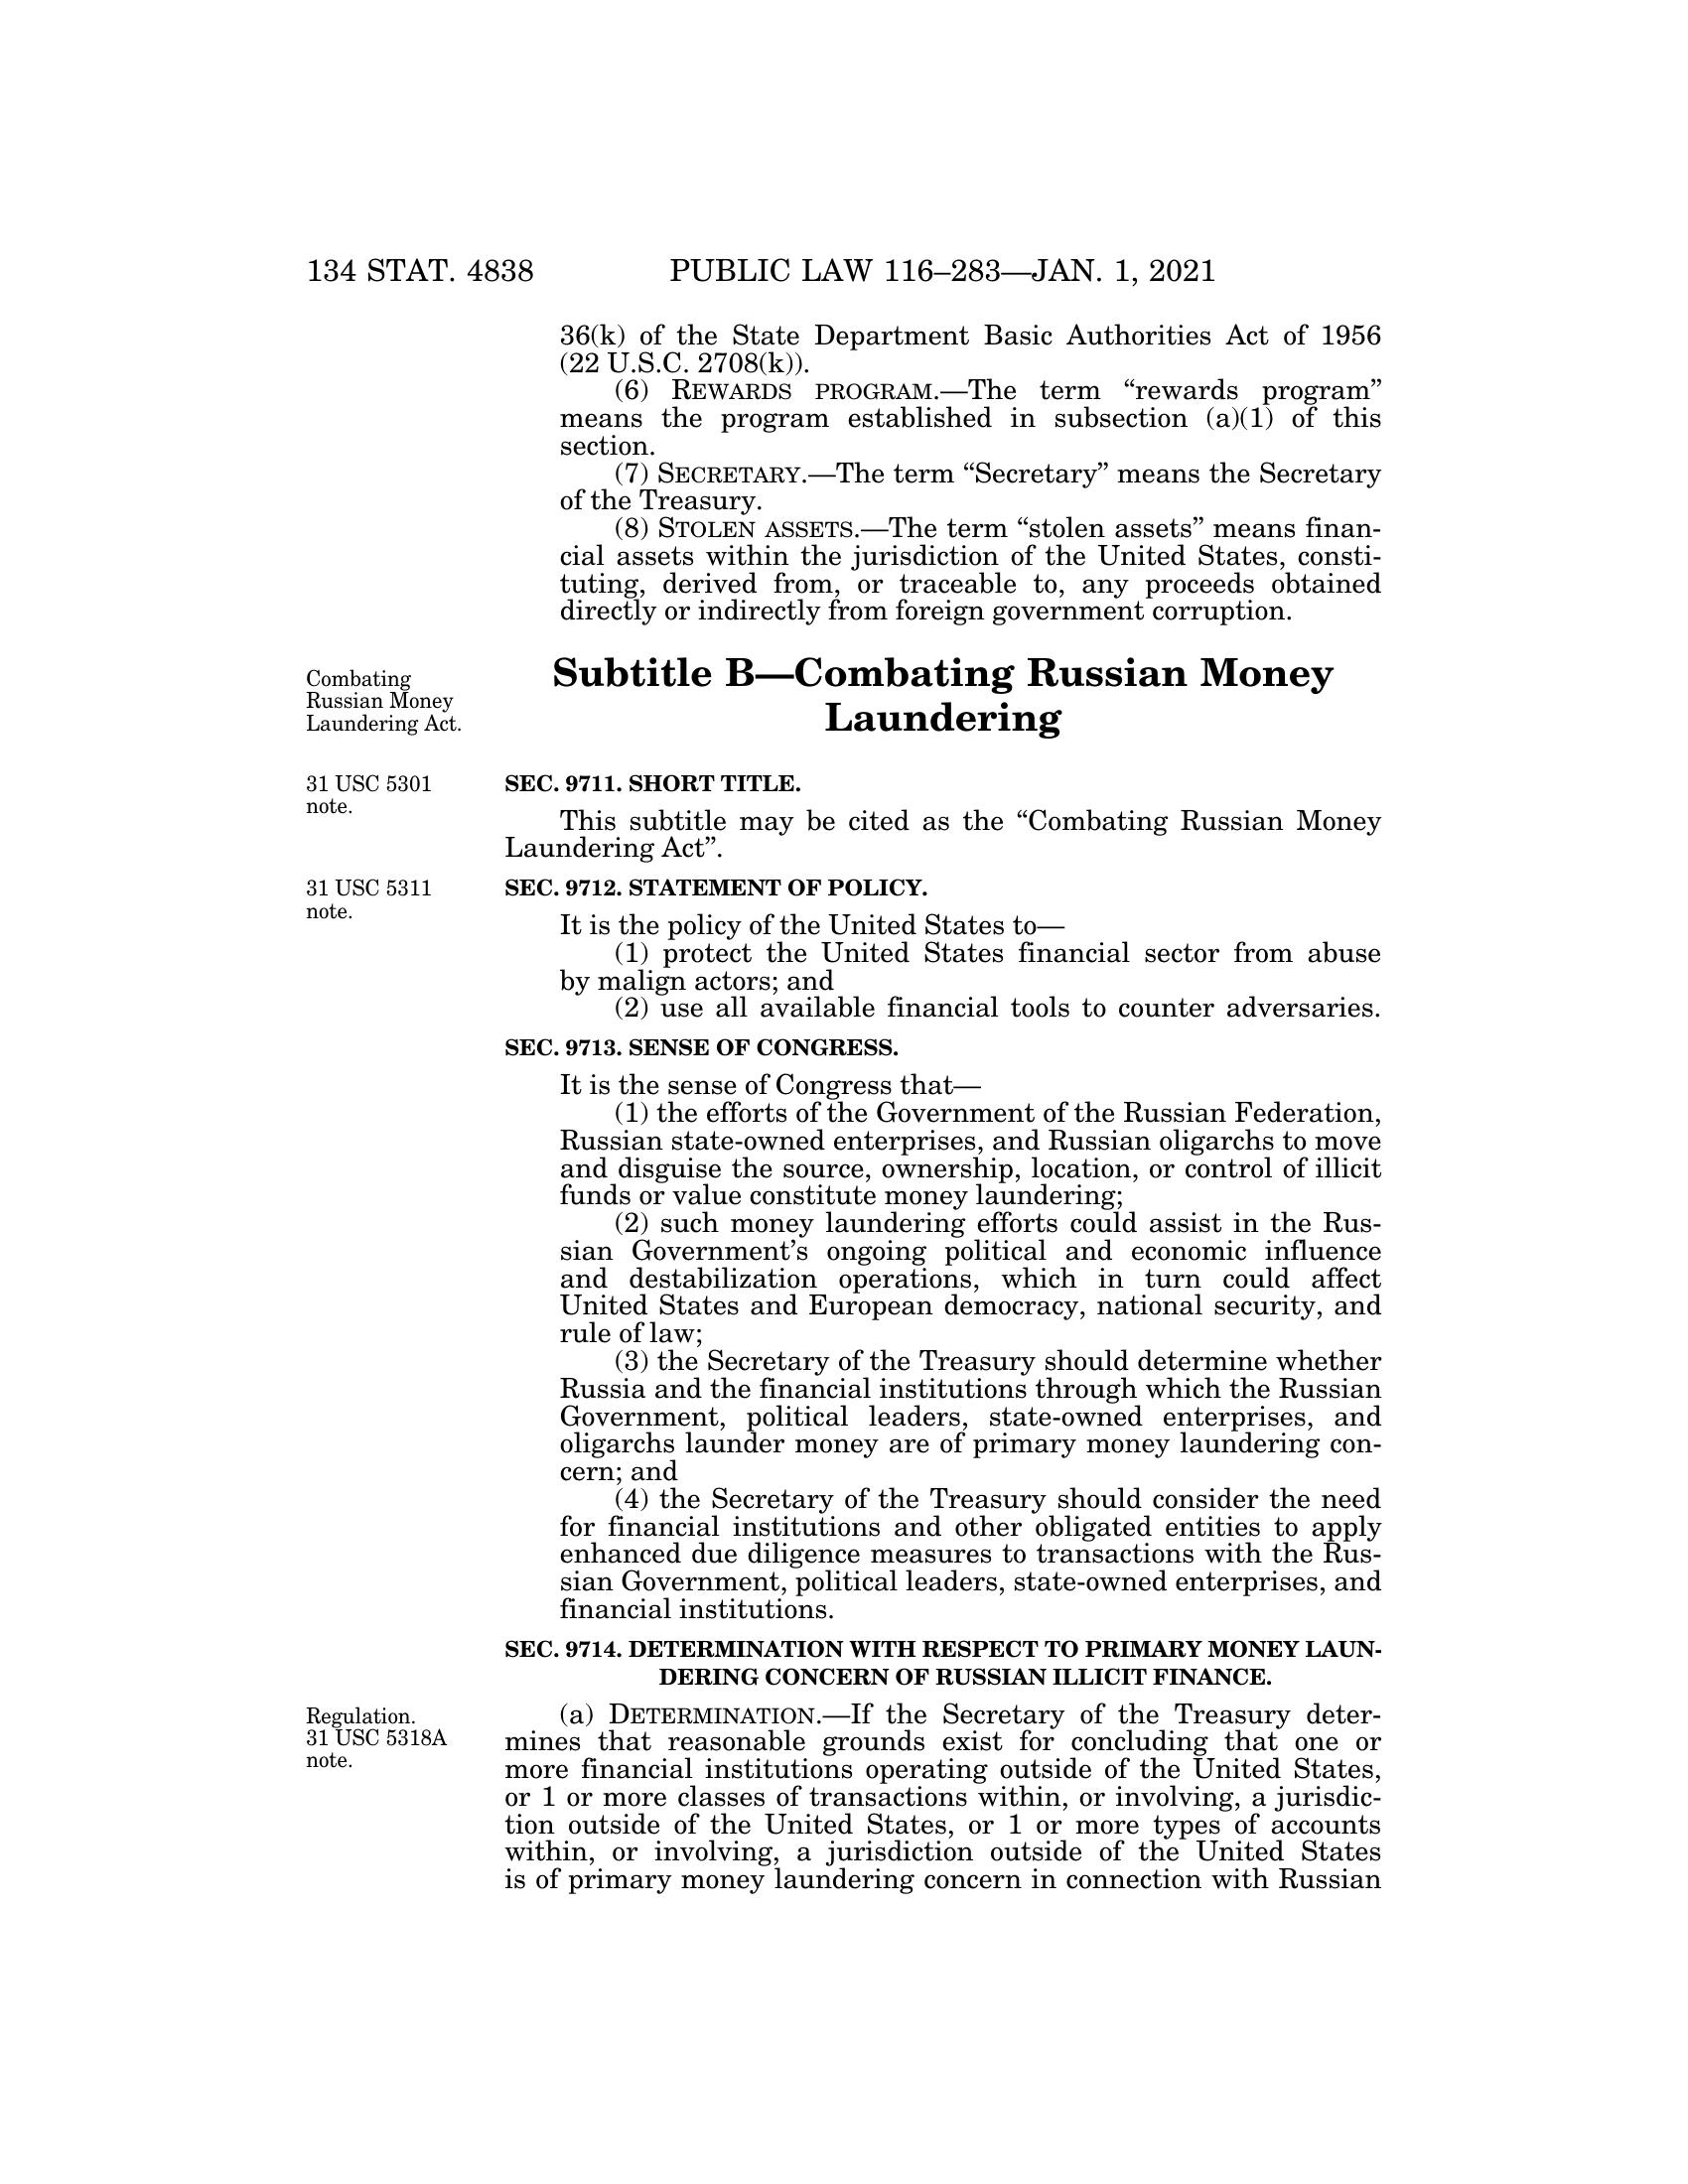 134 STAT. 4838 PUBLIC LAW 116–283—JAN. 1, 2021
36(k) of the State Department Basic Authorities Act of 1956
(22 U.S.C. 2708(k)).
(6) REWARDS PROGRAM.—The term “rewards program”
means the program established in subsection (a)(1) of this
section.
(7) SECRETARY.—The term “Secretary” means the Secretary
of the Treasury.
(8) STOLEN ASSETS.—The term “stolen assets” means finan-
cial assets within the jurisdiction of the United States, consti-
tuting, derived from, or traceable to, any proceeds obtained
directly or indirectly from foreign government corruption.
Combating
Russian Money
Laundering Act.
Subtitle B—Combating Russian Money
Laundering
31 USC 5301
note.
SEC. 9711. SHORT TITLE.
This subtitle may be cited as the “Combating Russian Money
Laundering Act”.
31 USC 5311
note.
SEC. 9712. STATEMENT OF POLICY.
It is the policy of the United States to—
(1) protect the United States financial sector from abuse
by malign actors; and
(2) use all available financial tools to counter adversaries.
SEC. 9713. SENSE OF CONGRESS.
It is the sense of Congress that—
(1) the efforts of the Government of the Russian Federation,
Russian state-owned enterprises, and Russian oligarchs to move
and disguise the source, ownership, location, or control of illicit
funds or value constitute money laundering;
(2) such money laundering efforts could assist in the Rus-
sian Government’s ongoing political and economic influence
and destabilization operations, which in turn could affect
United States and European democracy, national security, and
rule of law;
(3) the Secretary of the Treasury should determine whether
Russia and the financial institutions through which the Russian
Government, political leaders, state-owned enterprises, and
oligarchs launder money are of primary money laundering con-
cern; and
(4) the Secretary of the Treasury should consider the need
for financial institutions and other obligated entities to apply
enhanced due diligence measures to transactions with the Rus-
sian Government, political leaders, state-owned enterprises, and
financial institutions.
SEC. 9714. DETERMINATION WITH RESPECT TO PRIMARY MONEY LAUN-
DERING CONCERN OF RUSSIAN ILLICIT FINANCE.
Regulation.
31 USC 5318A
note.
(a) DETERMINATION.—If the Secretary of the Treasury deter-
mines that reasonable grounds exist for concluding that one or
more financial institutions operating outside of the United States,
or 1 or more classes of transactions within, or involving, a jurisdic-
tion outside of the United States, or 1 or more types of accounts
within, or involving, a jurisdiction outside of the United States
is of primary money laundering concern in connection with Russian